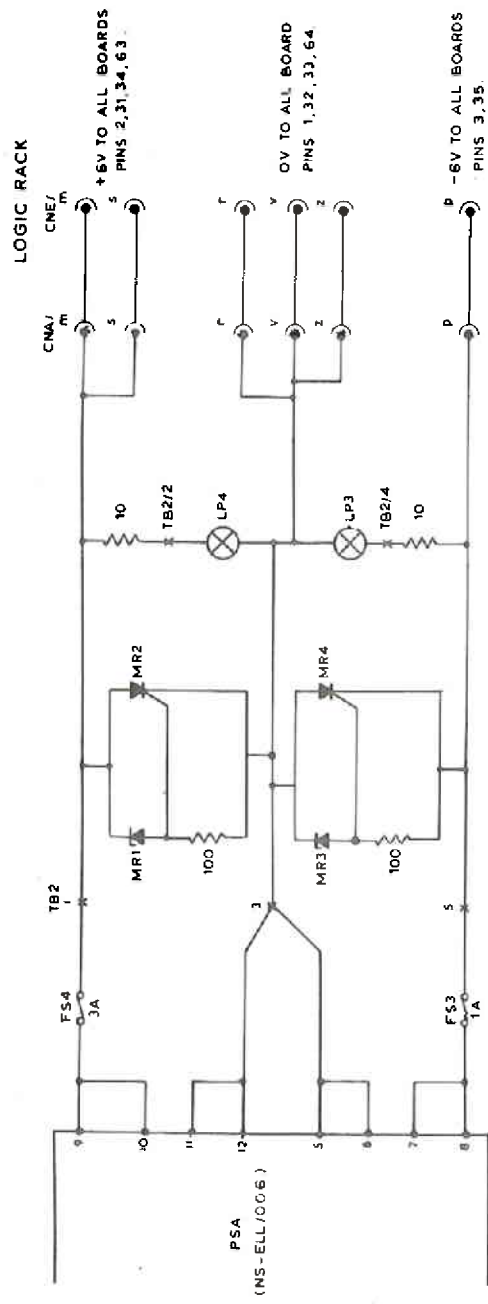 LOGIC RACK
CNA/
CNE/
m
m
+6V TO ALL BOARDS
PINS 2,31,34,63.
s
s
r
r
v
v
0V TO ALL BOARD
PINS 1,32,33,64.
z
z
p
p
-6V TO ALL BOARDS
PINS 3,35.
10
TB2/2
LP4
LP3
TB2/4
10
MR2
MR1
100
MR4
MR3
100
TB2
1
3
5
FS4
3A
FS3
1A
9
10
11
12
5
6
7
8
PSA
(NS-ELL/006)